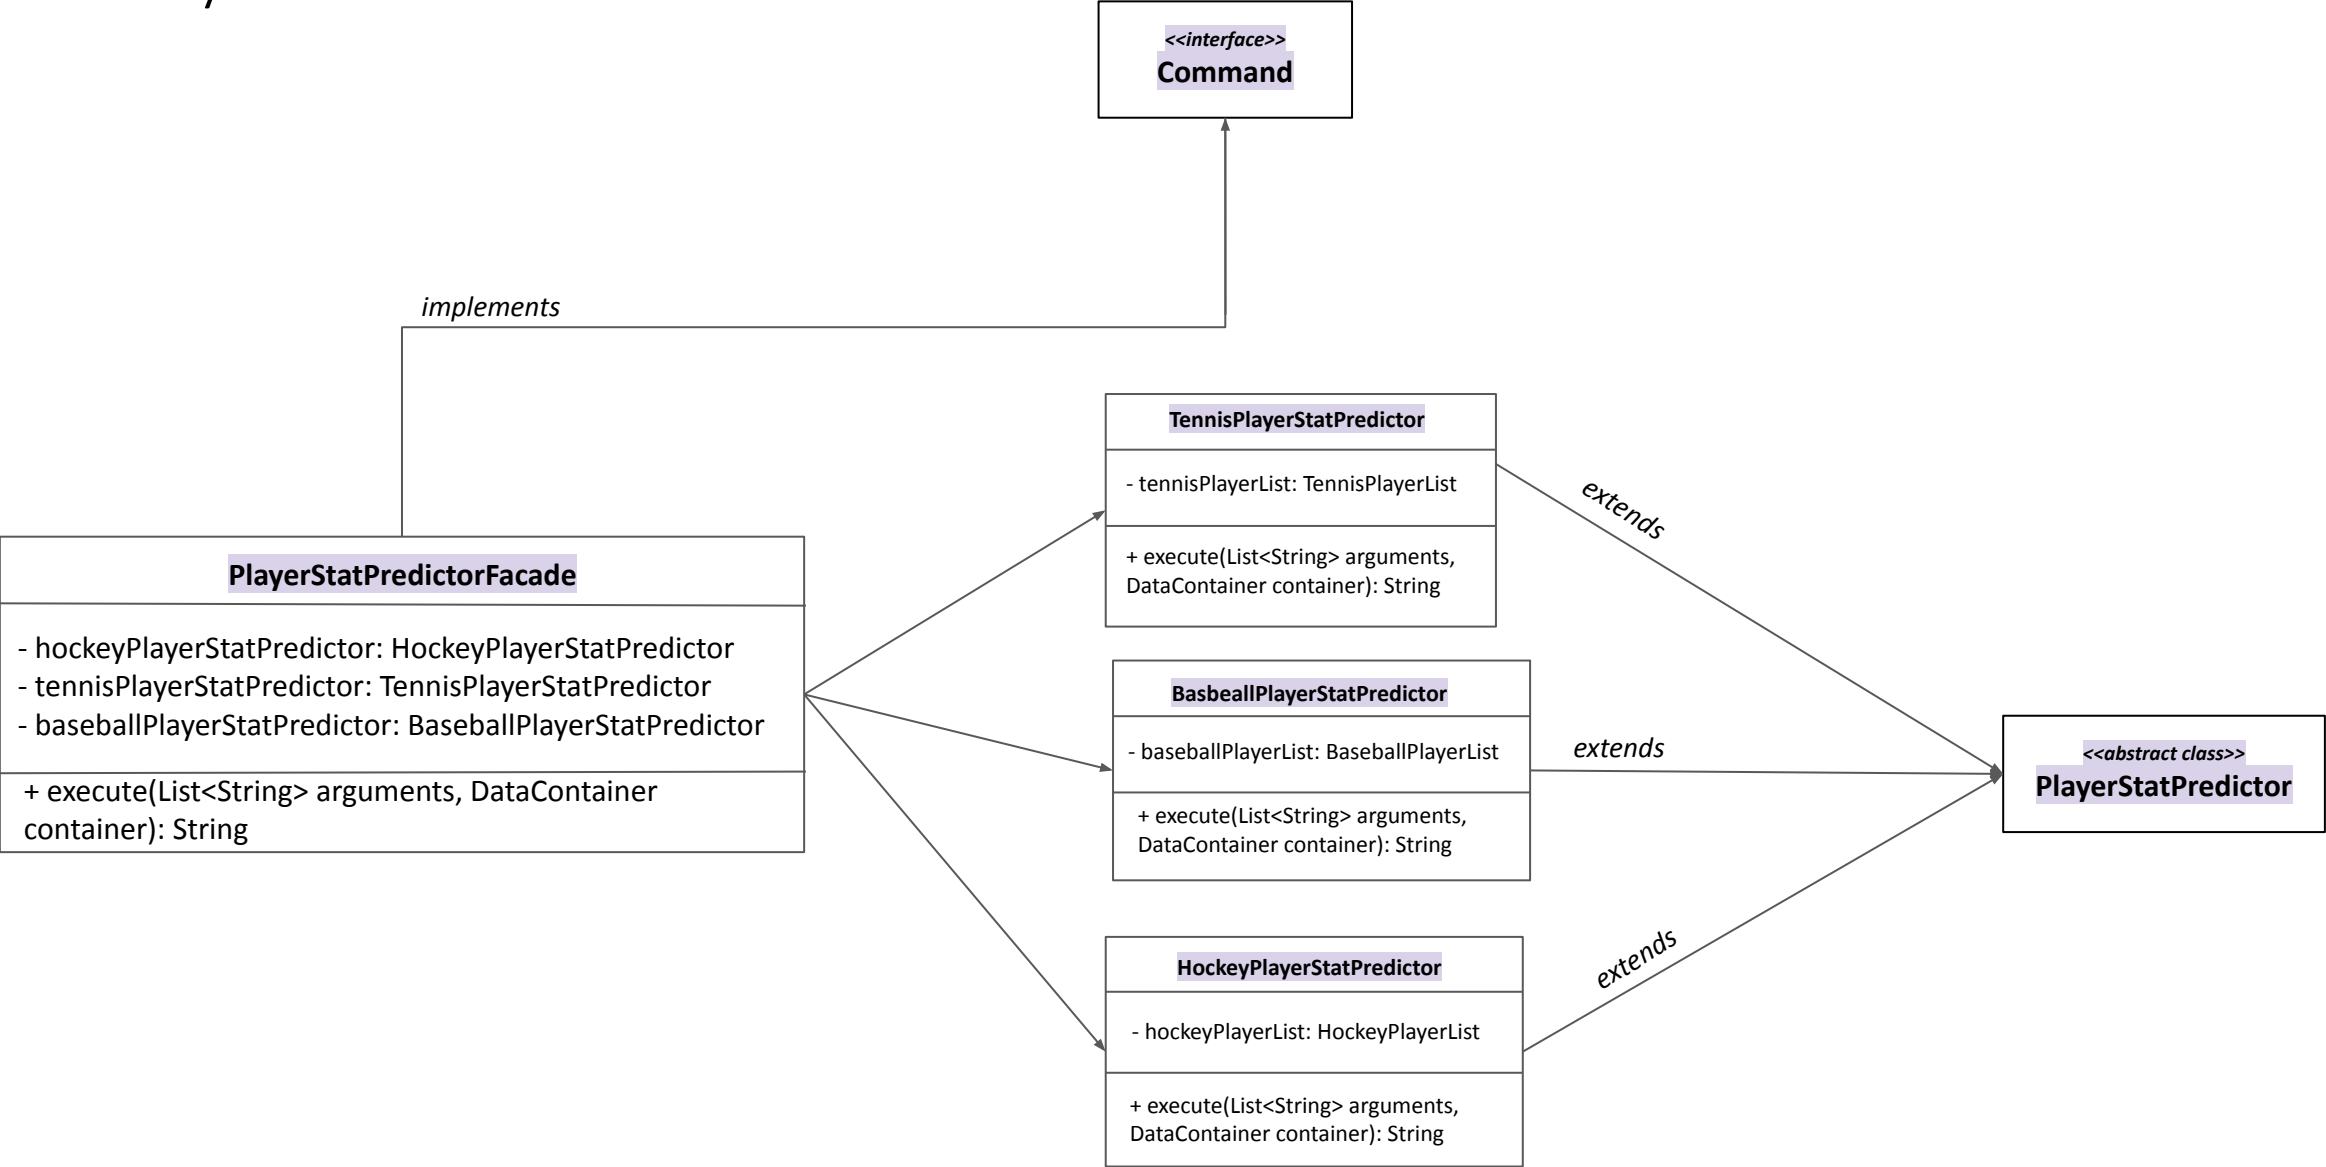 <<interface>>
Command
implements
TennisPlayerStatPredictor
- tennisPlayerList: TennisPlayerList
+ execute(List<String> arguments,
DataContainer container): String
extends
PlayerStatPredictorFacade
- hockeyPlayerStatPredictor: HockeyPlayerStatPredictor
- tennisPlayerStatPredictor: TennisPlayerStatPredictor
- baseballPlayerStatPredictor: BaseballPlayerStatPredictor
+ execute(List<String> arguments, DataContainer
container): String
BasbeallPlayerStatPredictor
- baseballPlayerList: BaseballPlayerList
+ execute(List<String> arguments,
DataContainer container): String
extends
<<abstract class>>
PlayerStatPredictor
HockeyPlayerStatPredictor
- hockeyPlayerList: HockeyPlayerList
+ execute(List<String> arguments,
DataContainer container): String
extends